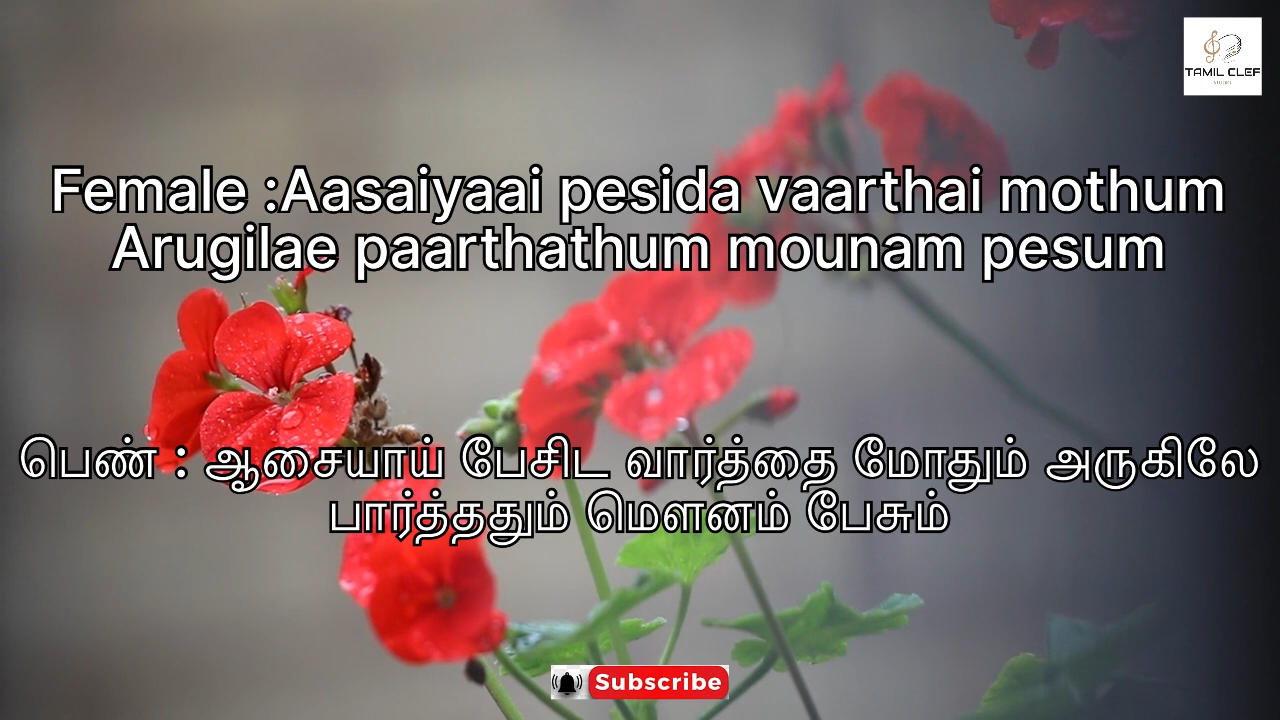 TAMIL CLEF
Female :Aasaiyaai pesida vaarthai mothum
Arugilae paarthathum mounam pesum
பெண் : ஆசையாய் பேசிட வார்த்தை மோதும் அருகிலே
பார்த்ததும் மௌனம் பேசும்
Subscribe